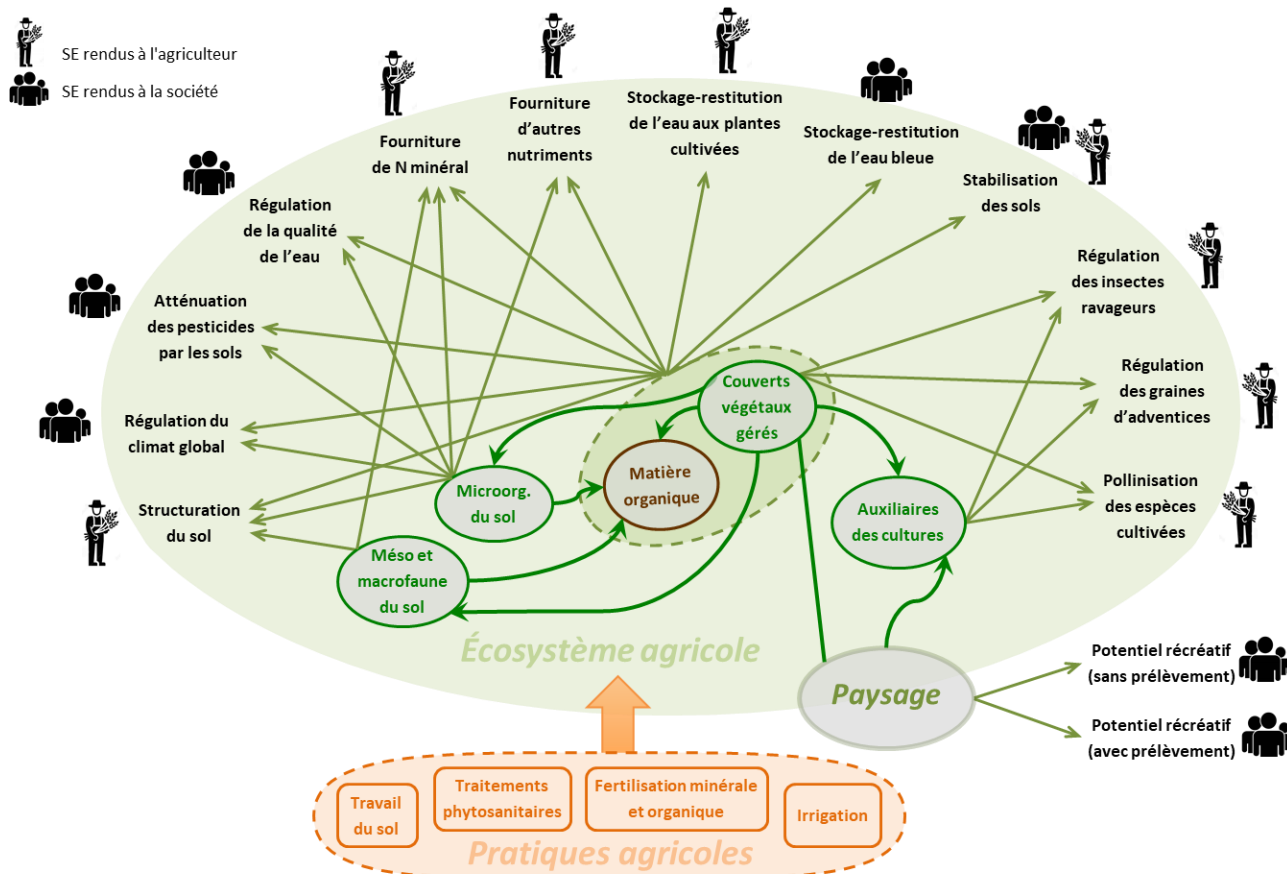 SE rendus à l'agriculteur
SE rendus à la société
Fourniture
de N minéral
Fourniture
d'autres
nutriments
Stockage-restitution
de l'eau aux plantes
cultivées
Stockage-restitution
de l'eau bleue
Stabilisation
des sols
Régulation
de la qualité
de l'eau
Régulation
des insectes
ravageurs
Atténuation
des pesticides
par les sols
Régulation
des graines
d'adventices
Régulation du
climat global
Pollinisation
des espèces
cultivées
Structuration
du sol
Couverts
végétaux
gérés
Matière
organique
Microorg.
du sol
Auxiliaires
des cultures
Méso et
macrofaune
du sol
Écosystème agricole
Paysage
Potentiel récréatif
(sans prélèvement)
Potentiel récréatif
(avec prélèvement)
Travail
du sol
Traitements
phytosanitaires
Fertilisation minérale
et organique
Irrigation
Pratiques agricoles